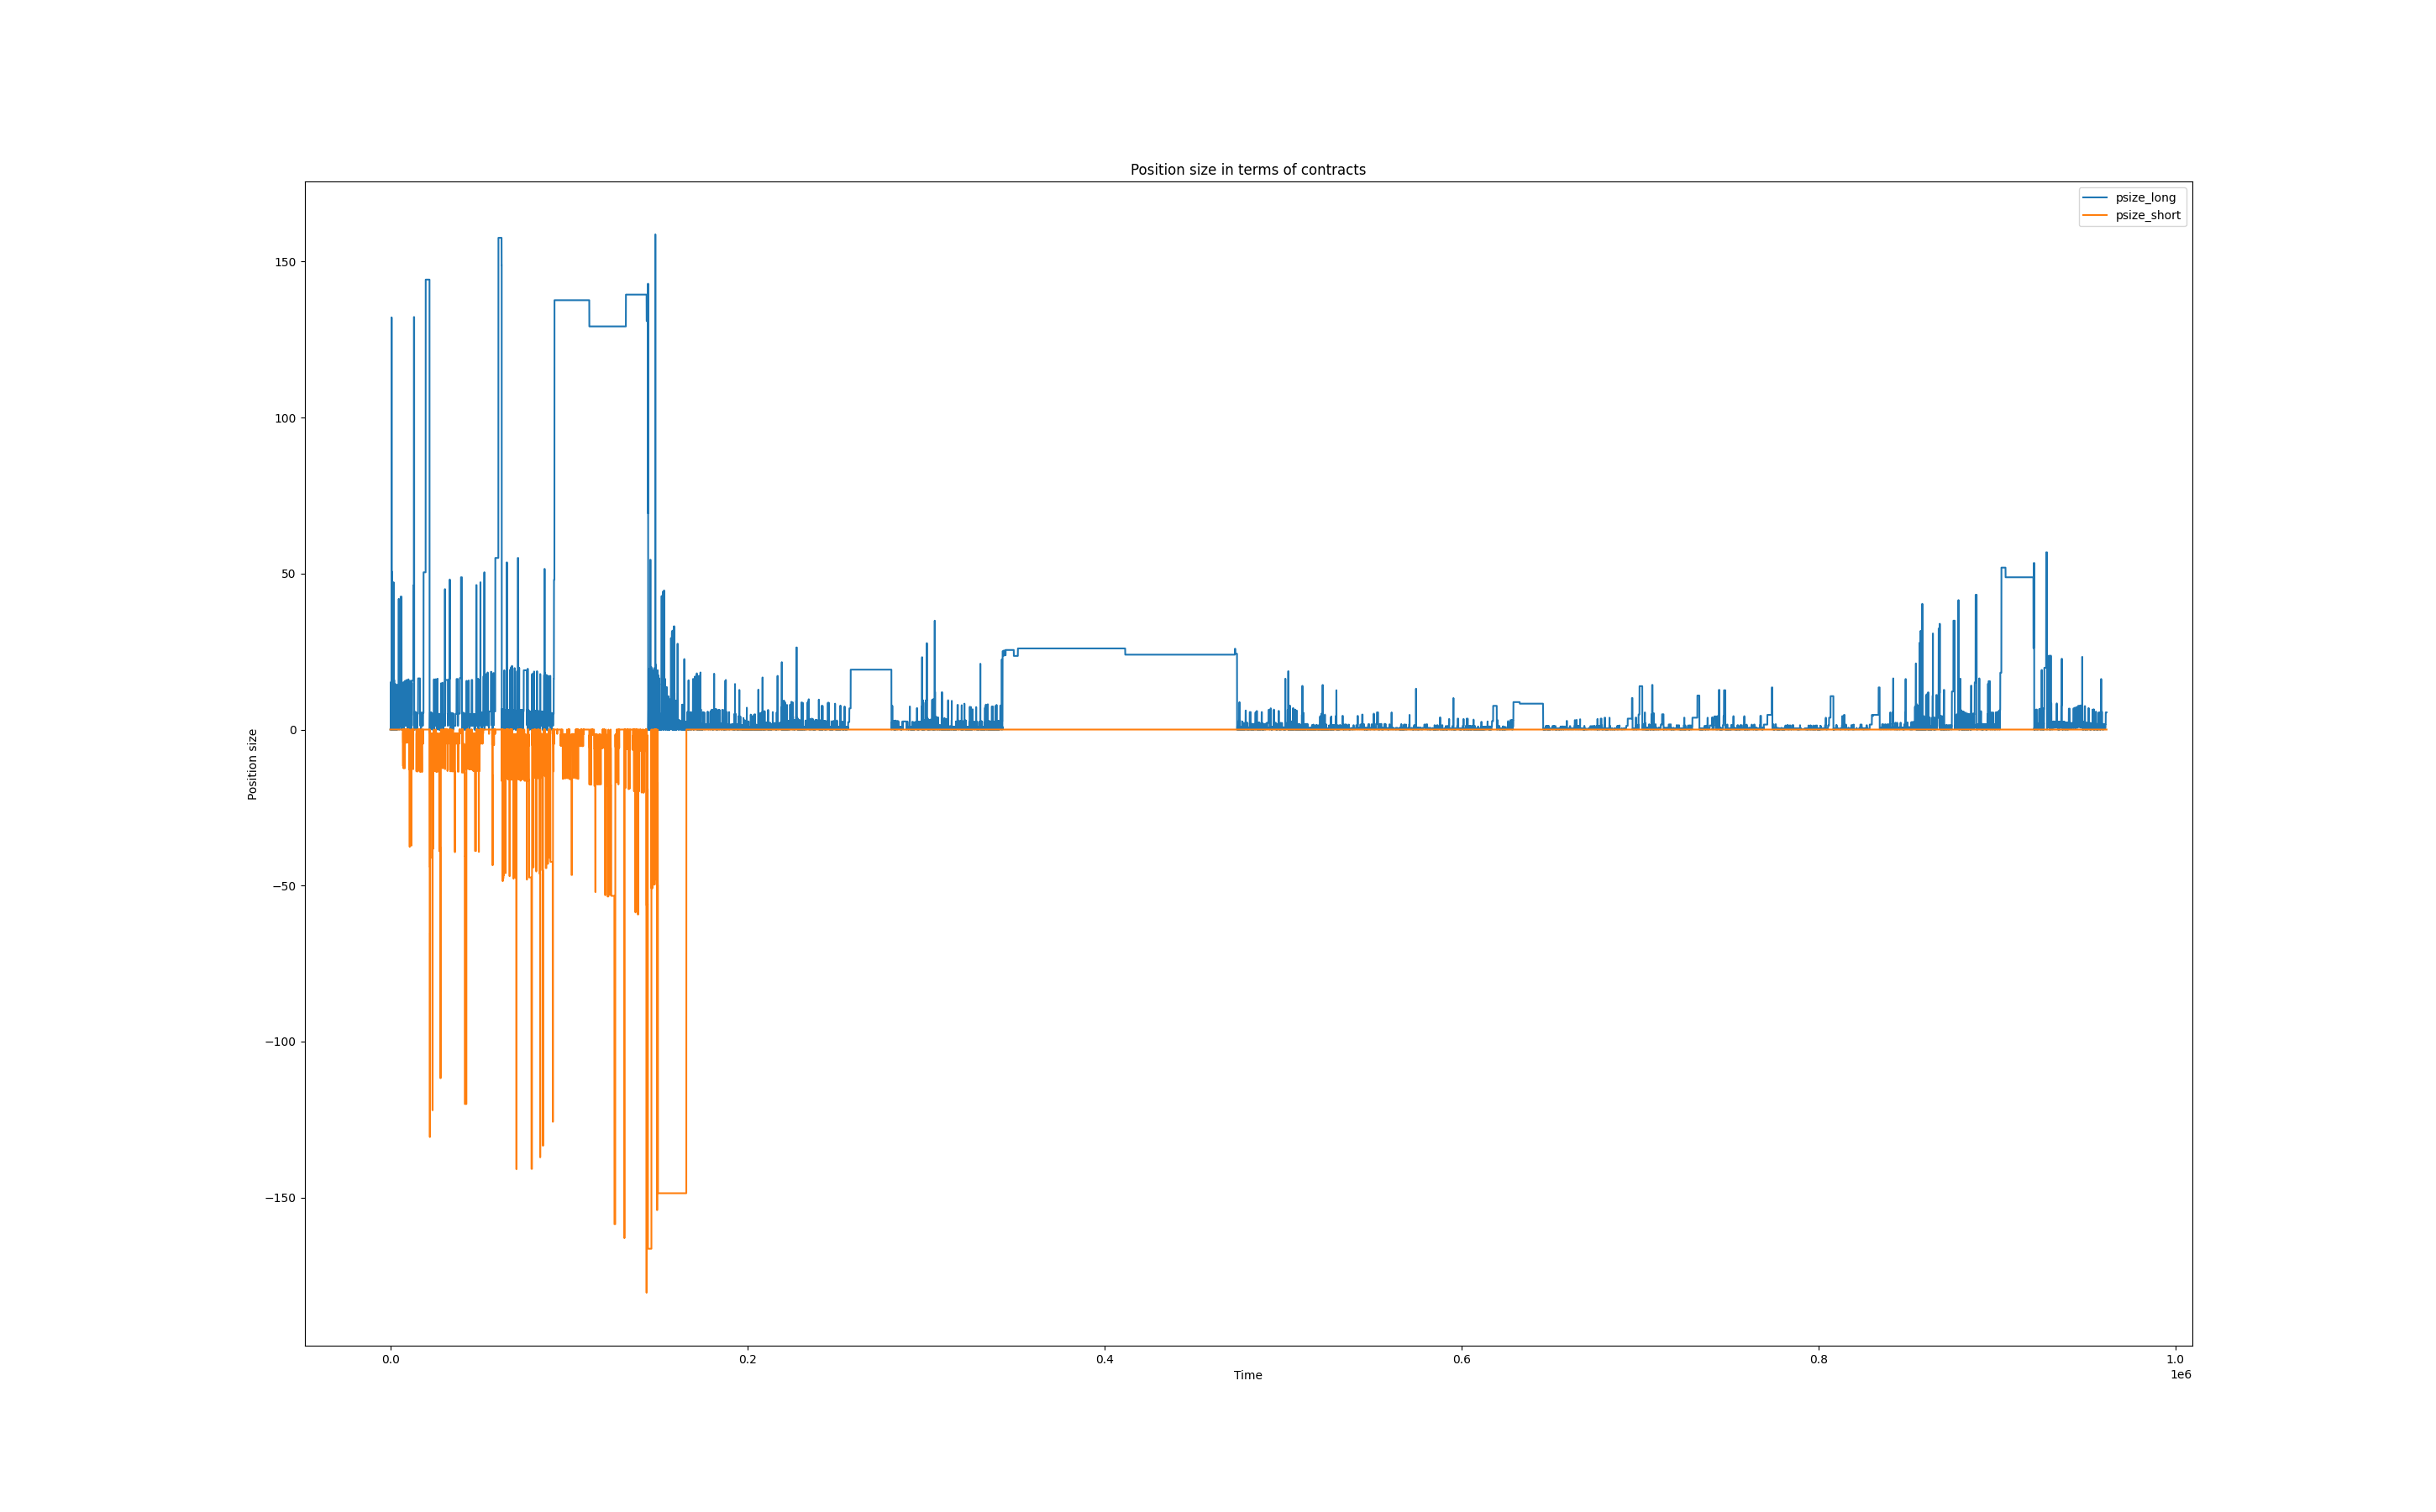 Position size in terms of contracts
psize_long
psize_short
150
100
50
0
−50
−100
−150
Position size
0.0
0.2
0.4
0.6
0.8
1.0
1e6
Time